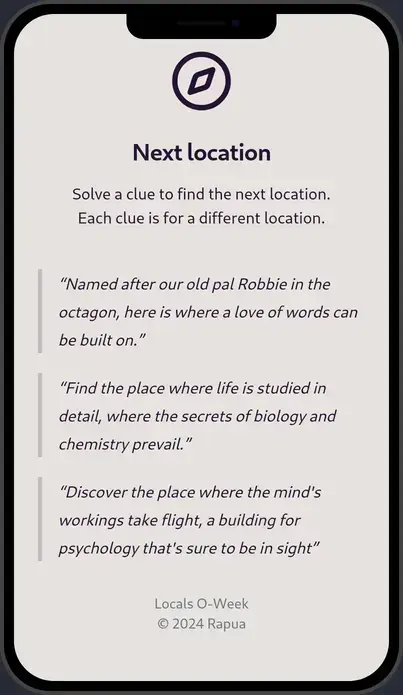 Next location
Solve a clue to find the next location.
Each clue is for a different location.
“Named after our old pal Robbie in the
octagon, here is where a love of words can
be built on.”
“Find the place where life is studied in
detail, where the secrets of biology and
chemistry prevail.”
“Discover the place where the mind's
workings take flight, a building for
psychology that's sure to be in sight”
Locals O-Week
© 2024 Rapua